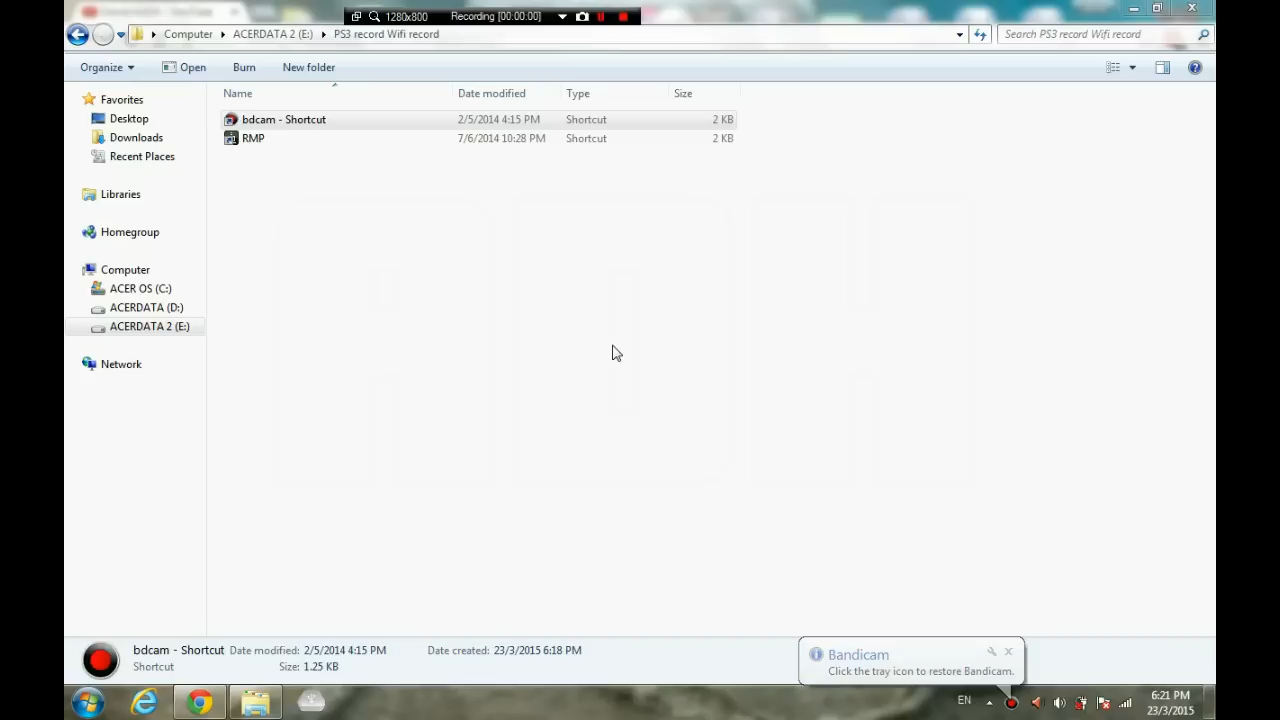 1280x800 Recording [00:00:00]
Computer ACERDATA 2 (E:) PS3 record Wifi record Search PS3 record Wifi record
Organize Open Burn New folder
Name Date modified Type Size
Favorites
Desktop
Downloads
Recent Places
Libraries
Homegroup
Computer
ACER OS (C:)
ACERDATA (D:)
ACERDATA 2 (E:)
Network
bdcam - Shortcut 2/5/2014 4:15 PM Shortcut 2 KB
RMP 7/6/2014 10:28 PM Shortcut 2 KB
bdcam - Shortcut Date modified: 2/5/2014 4:15 PM Date created: 23/3/2015 6:18 PM
Shortcut Size: 1.25 KB
Bandicam
Click the tray icon to restore Bandicam.
EN
6:21 PM
23/3/2015